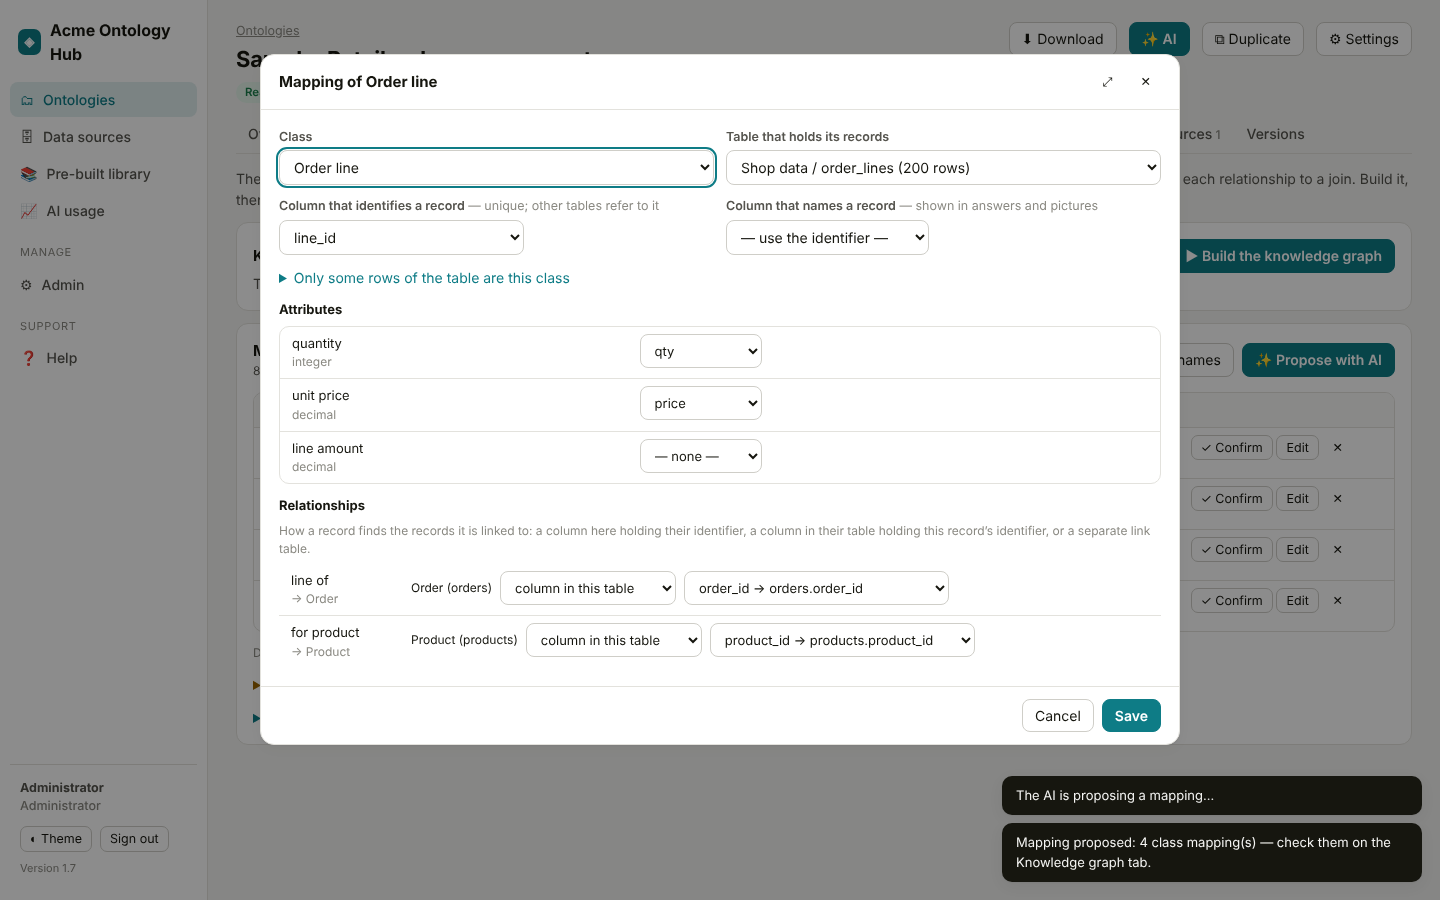 Acme Ontology
Hub
Ontologies
Data sources
Pre-built library
AI usage
MANAGE
Admin
SUPPORT
Help
Administrator
Administrator
Theme
Sign out
Version 1.7
Ontologies
Download
AI
Duplicate
Settings
Versions
each relationship to a join. Build it,
Build the knowledge graph
names
Propose with AI
Confirm
Edit
Confirm
Edit
Confirm
Edit
Confirm
Edit
Mapping of Order line
Class
Order line
Table that holds its records
Shop data / order_lines (200 rows)
Column that identifies a record — unique; other tables refer to it
line_id
Column that names a record — shown in answers and pictures
— use the identifier —
Only some rows of the table are this class
Attributes
quantity
integer
qty
unit price
decimal
price
line amount
decimal
— none —
Relationships
How a record finds the records it is linked to: a column here holding their identifier, a column in their table holding this record’s identifier, or a separate link
table.
line of
→ Order
Order (orders)
column in this table
order_id → orders.order_id
for product
→ Product
Product (products)
column in this table
product_id → products.product_id
Cancel
Save
The AI is proposing a mapping…
Mapping proposed: 4 class mapping(s) — check them on the
Knowledge graph tab.